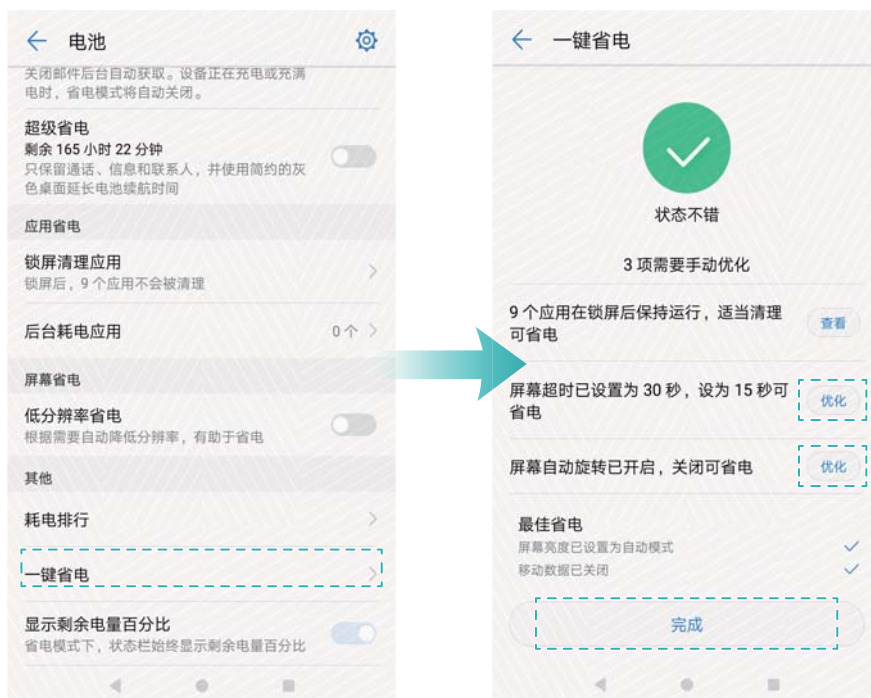 电池
关闭邮件后台自动获取。设备正在充电或充满
电时，省电模式将自动关闭。
超级省电
剩余 165 小时 22 分钟
只保留通话、信息和联系人，并使用简约的灰
色桌面延长电池续航时间
应用省电
锁屏清理应用
锁屏后，9 个应用不会被清理
后台耗电应用 0 个
屏幕省电
低分辨率省电
根据需要自动降低分辨率，有助于省电
其他
耗电排行
一键省电
显示剩余电量百分比
省电模式下，状态栏始终显示剩余电量百分比
一键省电
状态不错
3 项需要手动优化
9 个应用在锁屏后保持运行，适当清理
可省电
查看
屏幕超时已设置为 30 秒，设为 15 秒可
省电
优化
屏幕自动旋转已开启，关闭可省电
优化
最佳省电
屏幕亮度已设置为自动模式
移动数据已关闭
完成